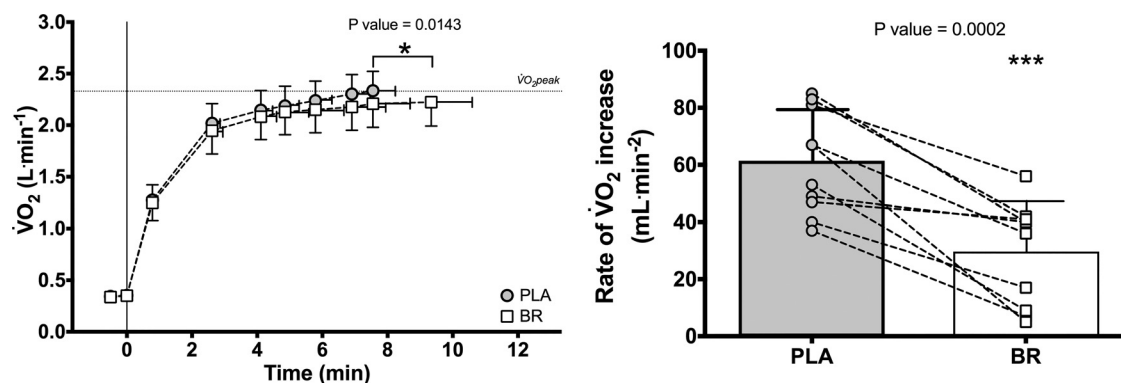 P value = 0.0143
*
V̇O₂peak
3.0
2.5
2.0
1.5
1.0
0.5
0.0
V̇O₂ (L·min⁻¹)
PLA
BR
0 2 4 6 8 10 12
Time (min)
P value = 0.0002
***
100
80
60
40
20
0
Rate of V̇O₂ increase
(mL·min⁻²)
PLA BR